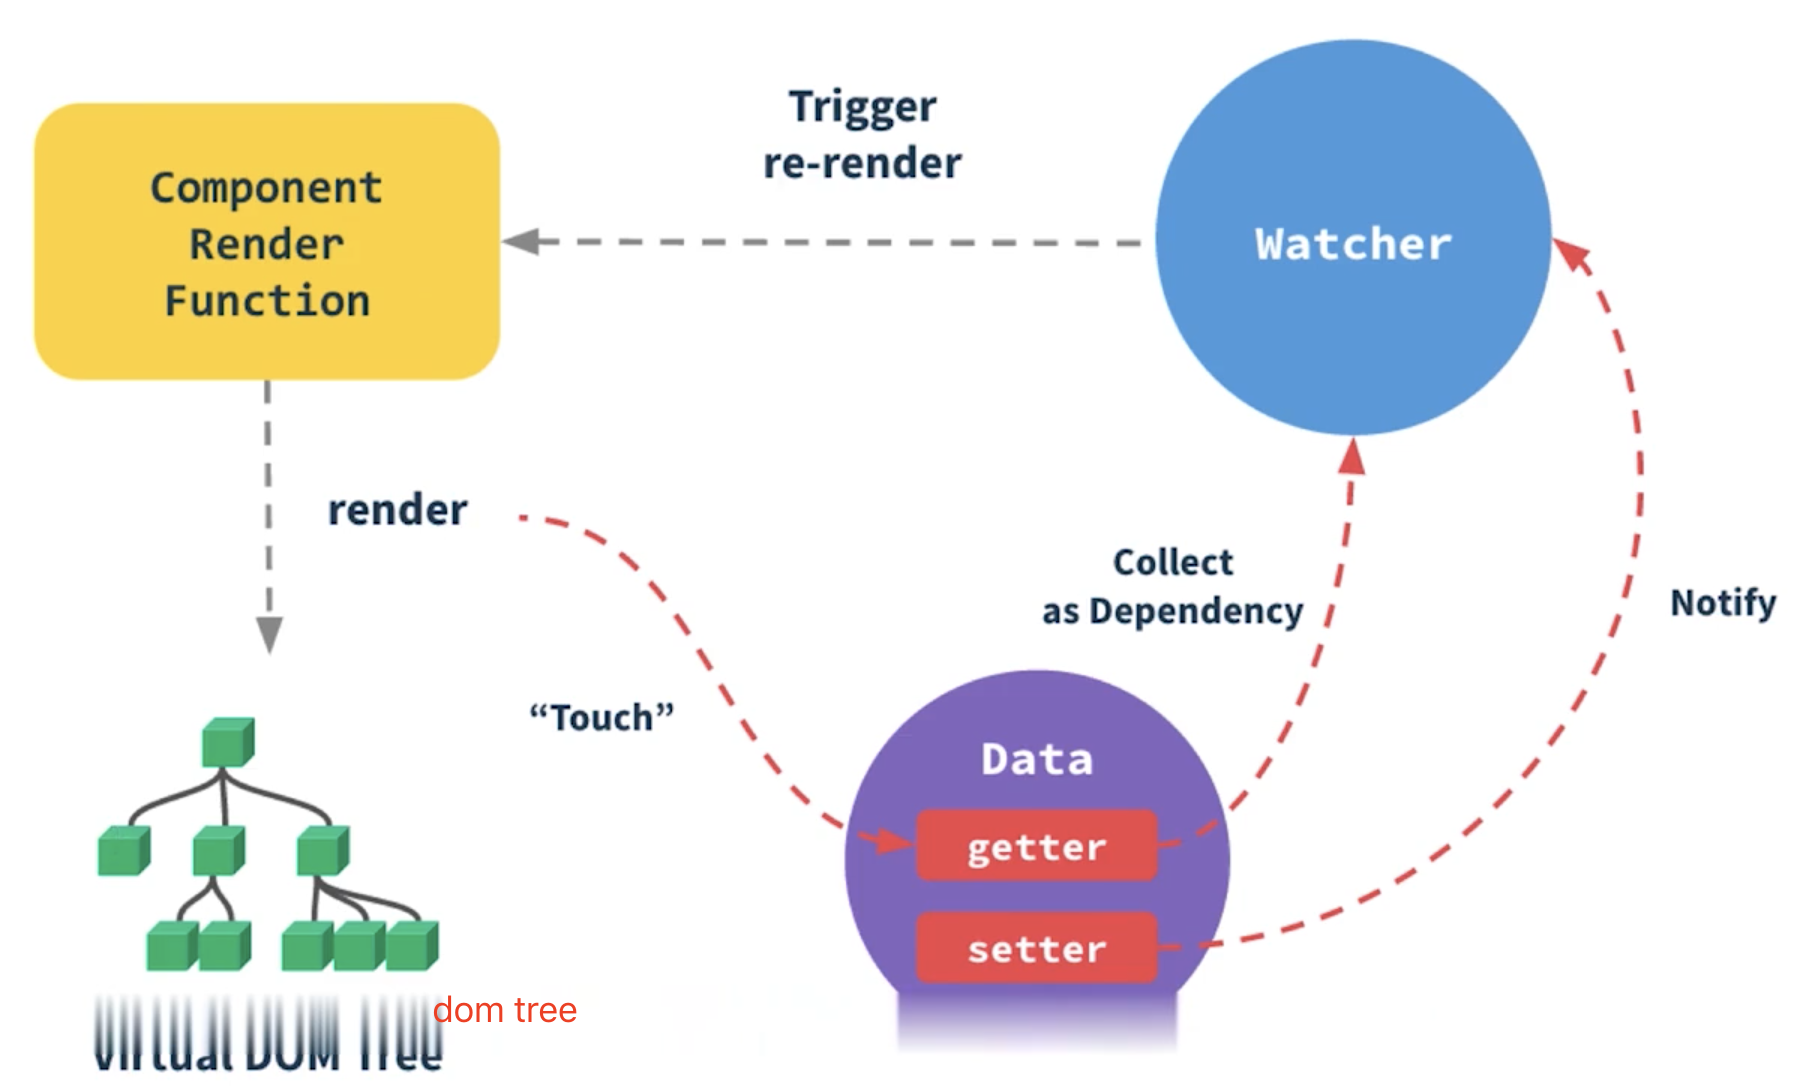 Trigger
re-render
Component
Render
Function
Watcher
render
Collect
as Dependency
Notify
“Touch”
Data
getter
setter
dom tree
Virtual DOM Tree